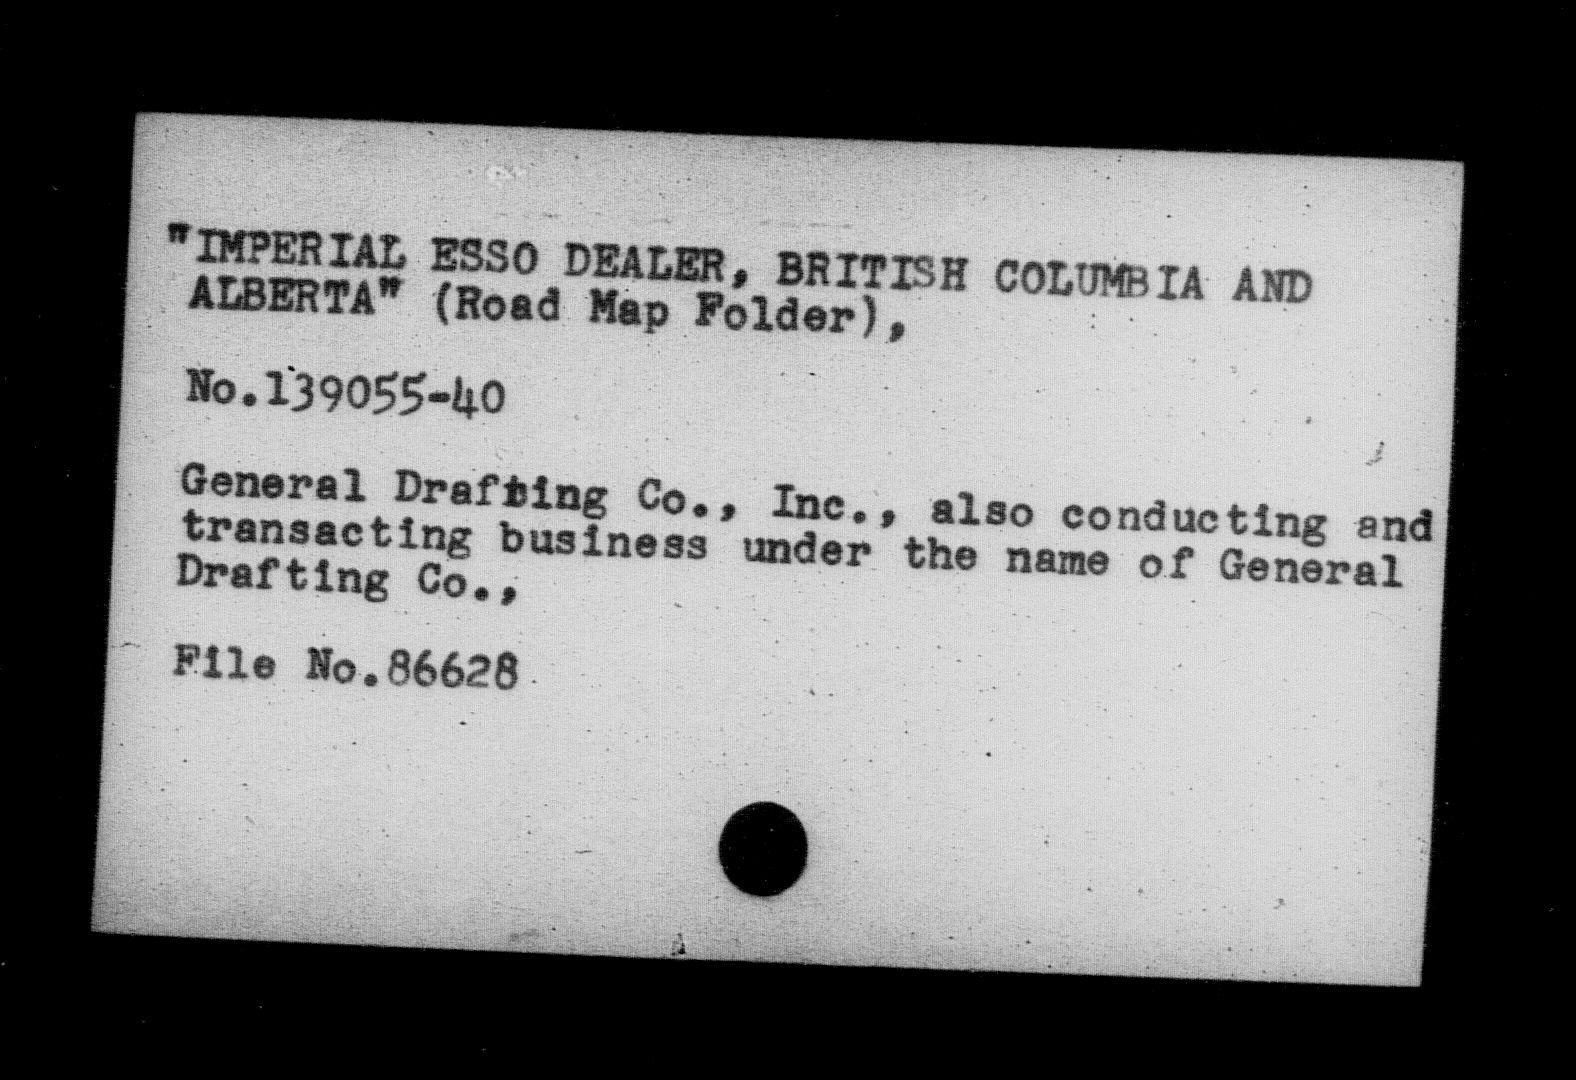 "IMPERIAL ESSO DEALER, BRITISH COLUMBIA AND
ALBERTA" (Road Map Folder),
No.139055-40
General Drafting Co., Inc., also conducting and
transacting business under the name of General
Drafting Co.,
File No.86628